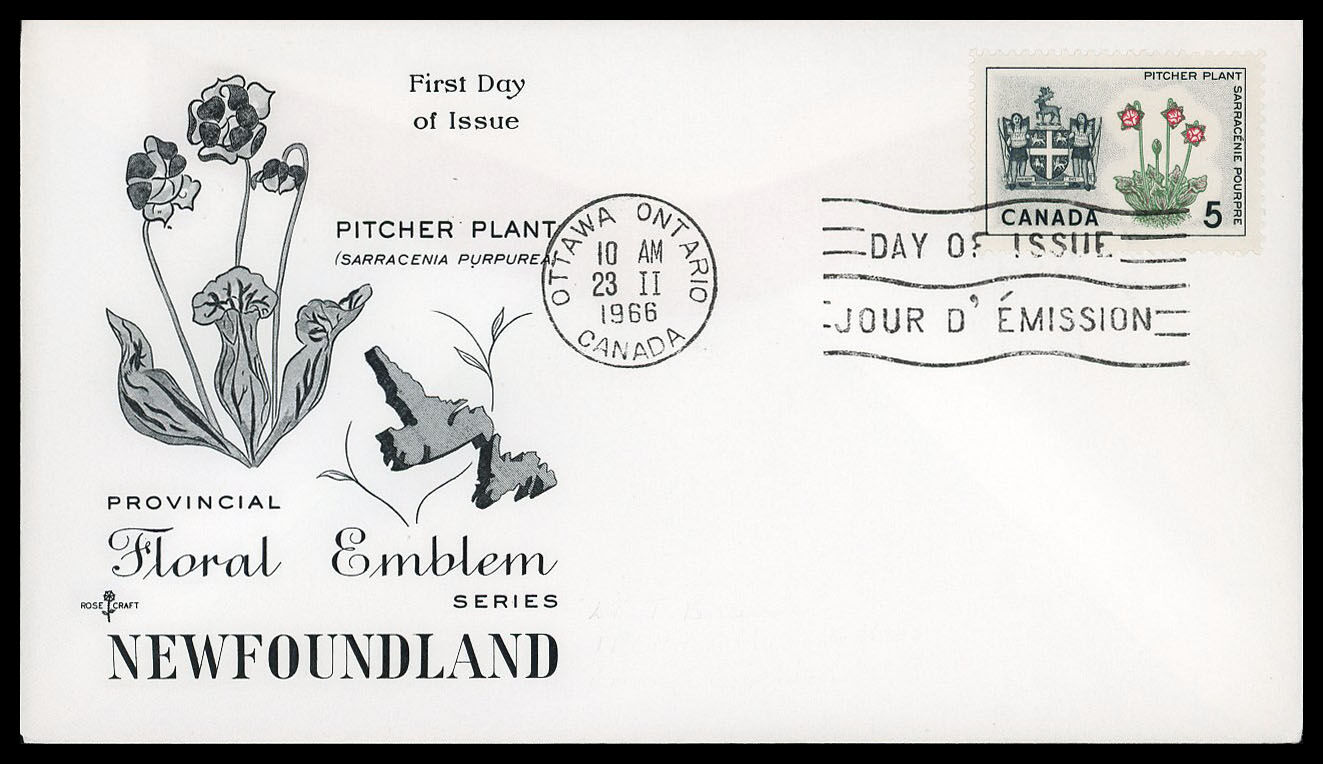 First Day
of Issue
PITCHER PLANT
(SARRACENIA PURPUREA)
PROVINCIAL
Floral Emblem
SERIES
ROSE CRAFT
NEWFOUNDLAND
OTTAWA ONTARIO
10 AM
23 II
1966
CANADA
PITCHER PLANT
SARRACÉNIE POURPRE
CANADA
5
DAY OF ISSUE
JOUR D'ÉMISSION